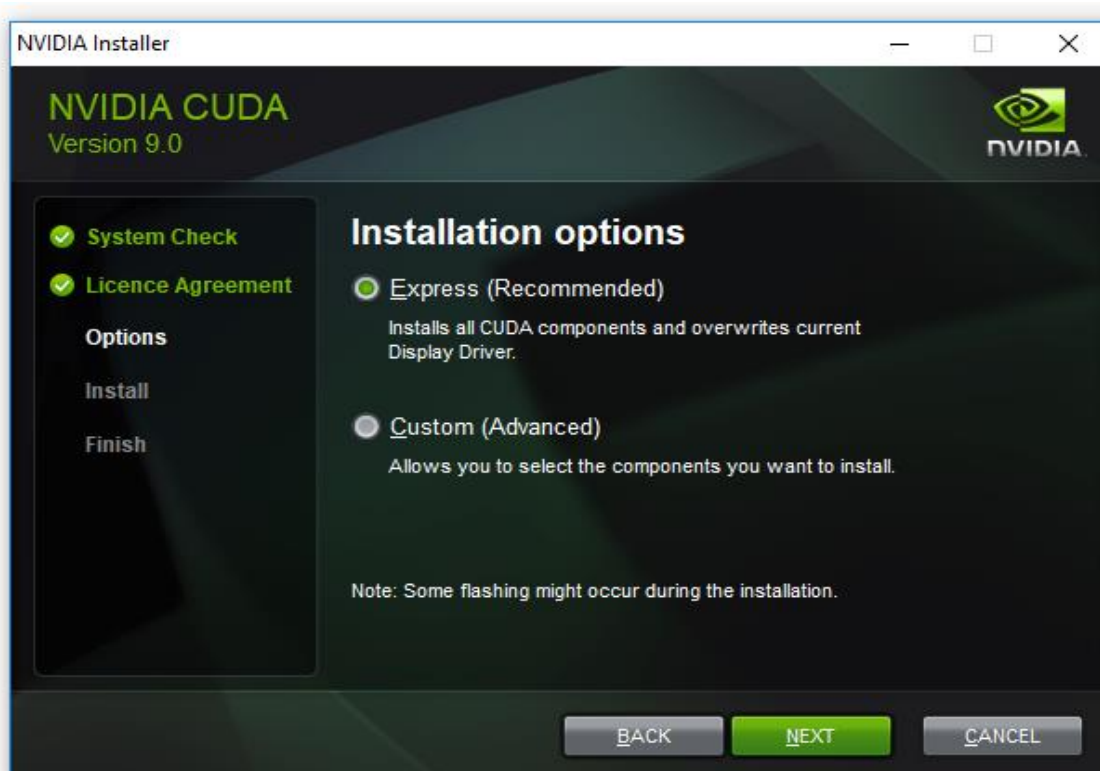 NVIDIA Installer
NVIDIA CUDA
Version 9.0
NVIDIA.
System Check
Licence Agreement
Options
Install
Finish
Installation options
Express (Recommended)
Installs all CUDA components and overwrites current
Display Driver.
Custom (Advanced)
Allows you to select the components you want to install.
Note: Some flashing might occur during the installation.
BACK
NEXT
CANCEL